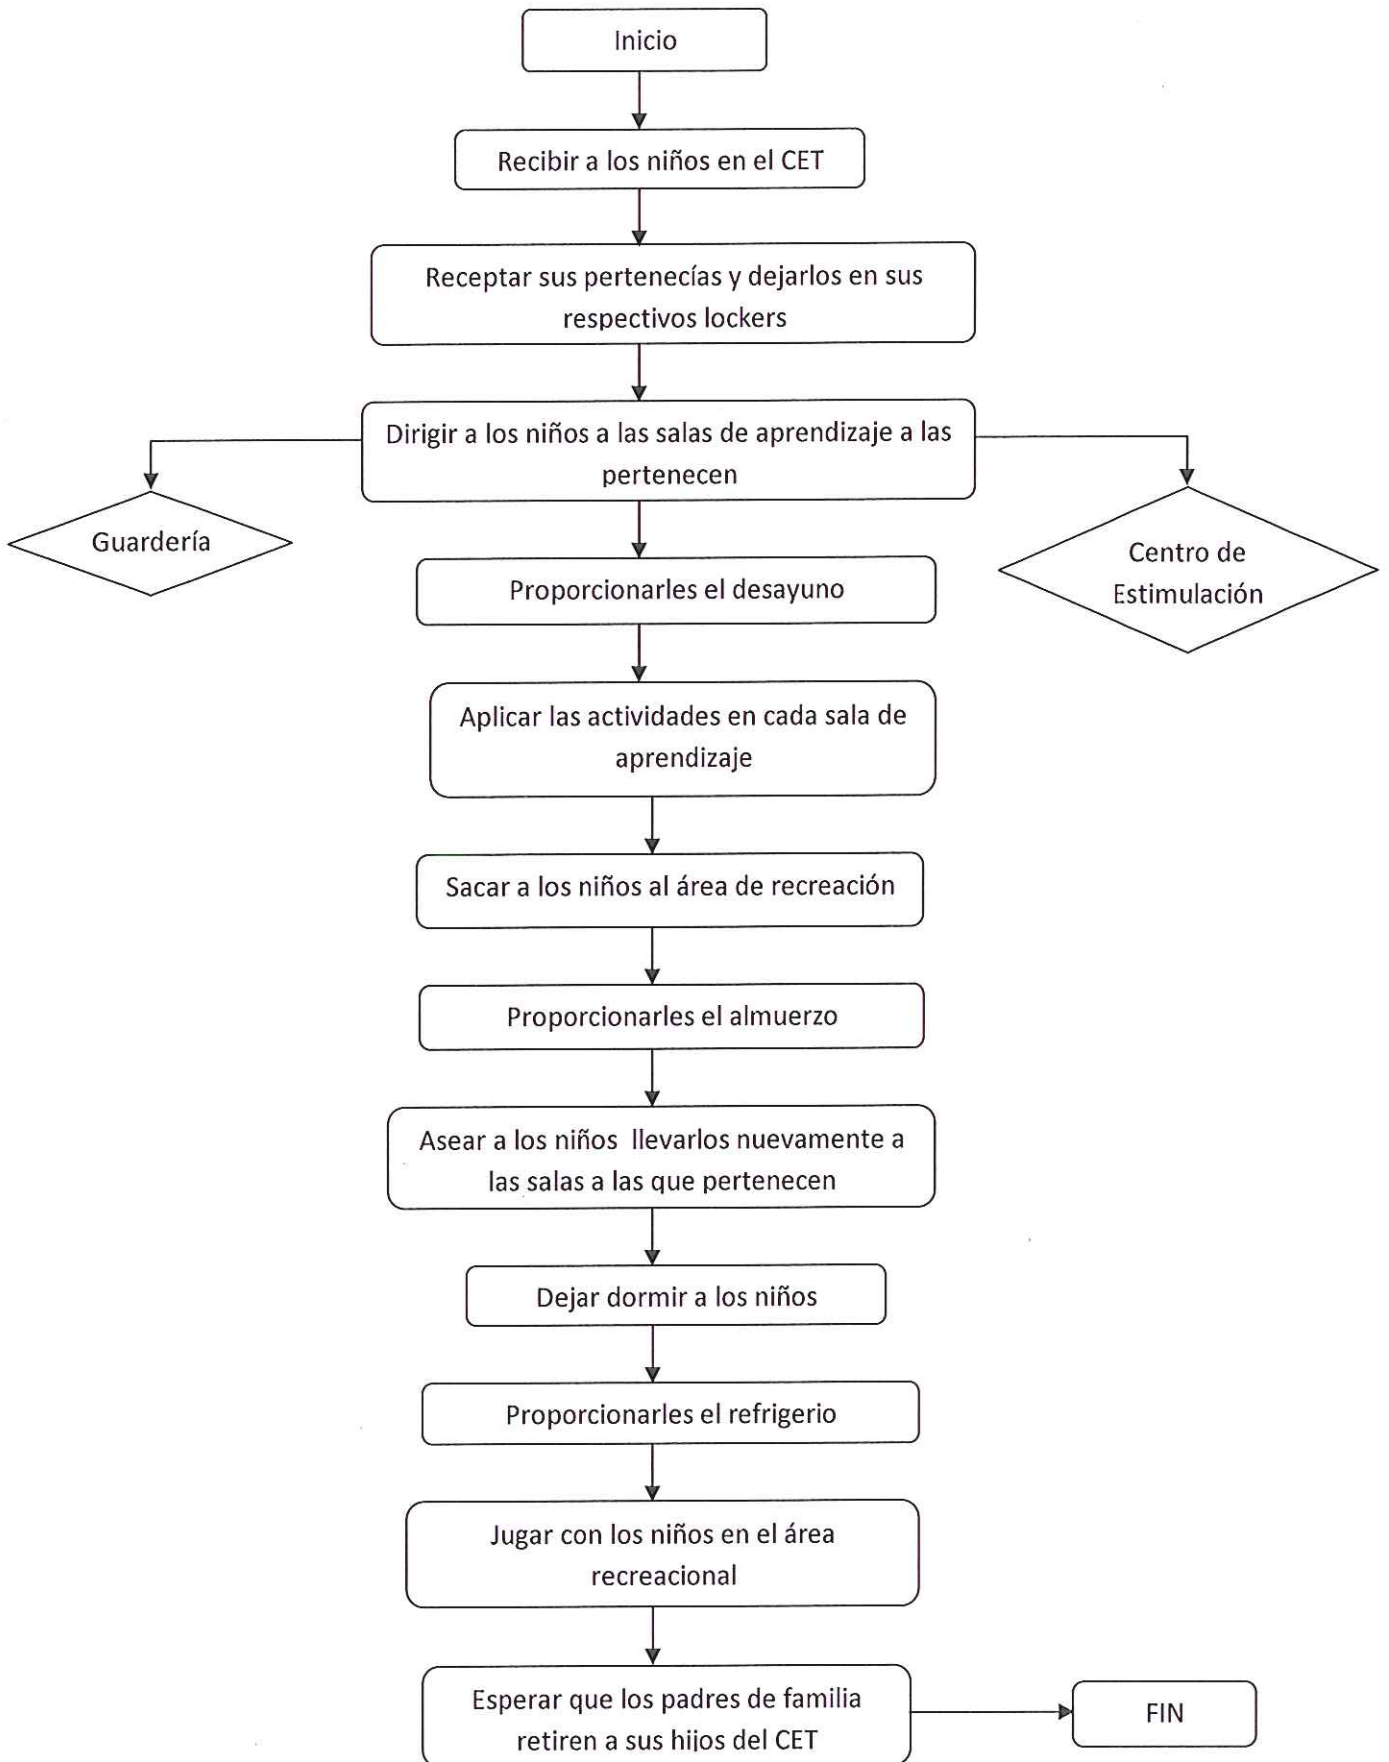 Inicio
Recibir a los niños en el CET
Receptar sus pertenecías y dejarlos en sus
respectivos lockers
Dirigir a los niños a las salas de aprendizaje a las
pertenecen
Guardería
Centro de
Estimulación
Proporcionarles el desayuno
Aplicar las actividades en cada sala de
aprendizaje
Sacar a los niños al área de recreación
Proporcionarles el almuerzo
Asear a los niños  llevarlos nuevamente a
las salas a las que pertenecen
Dejar dormir a los niños
Proporcionarles el refrigerio
Jugar con los niños en el área
recreacional
Esperar que los padres de familia
retiren a sus hijos del CET
FIN